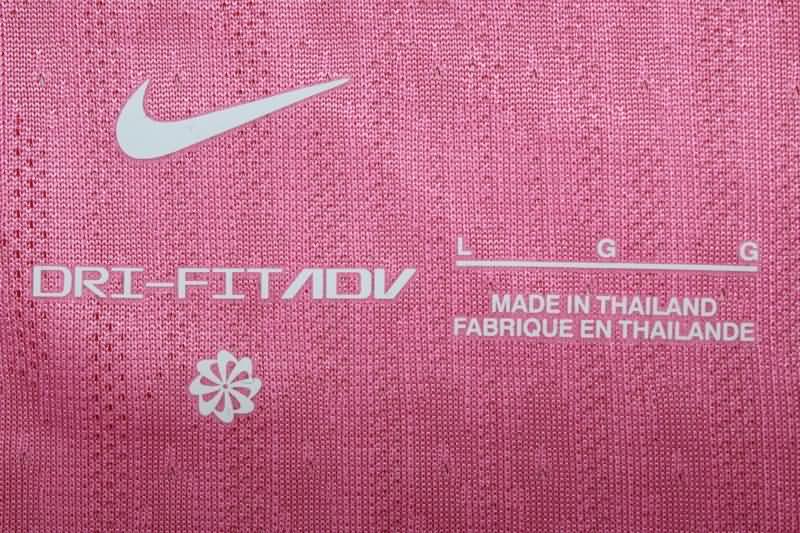 DRI-FIT ADV
L G G
MADE IN THAILAND
FABRIQUE EN THAILANDE